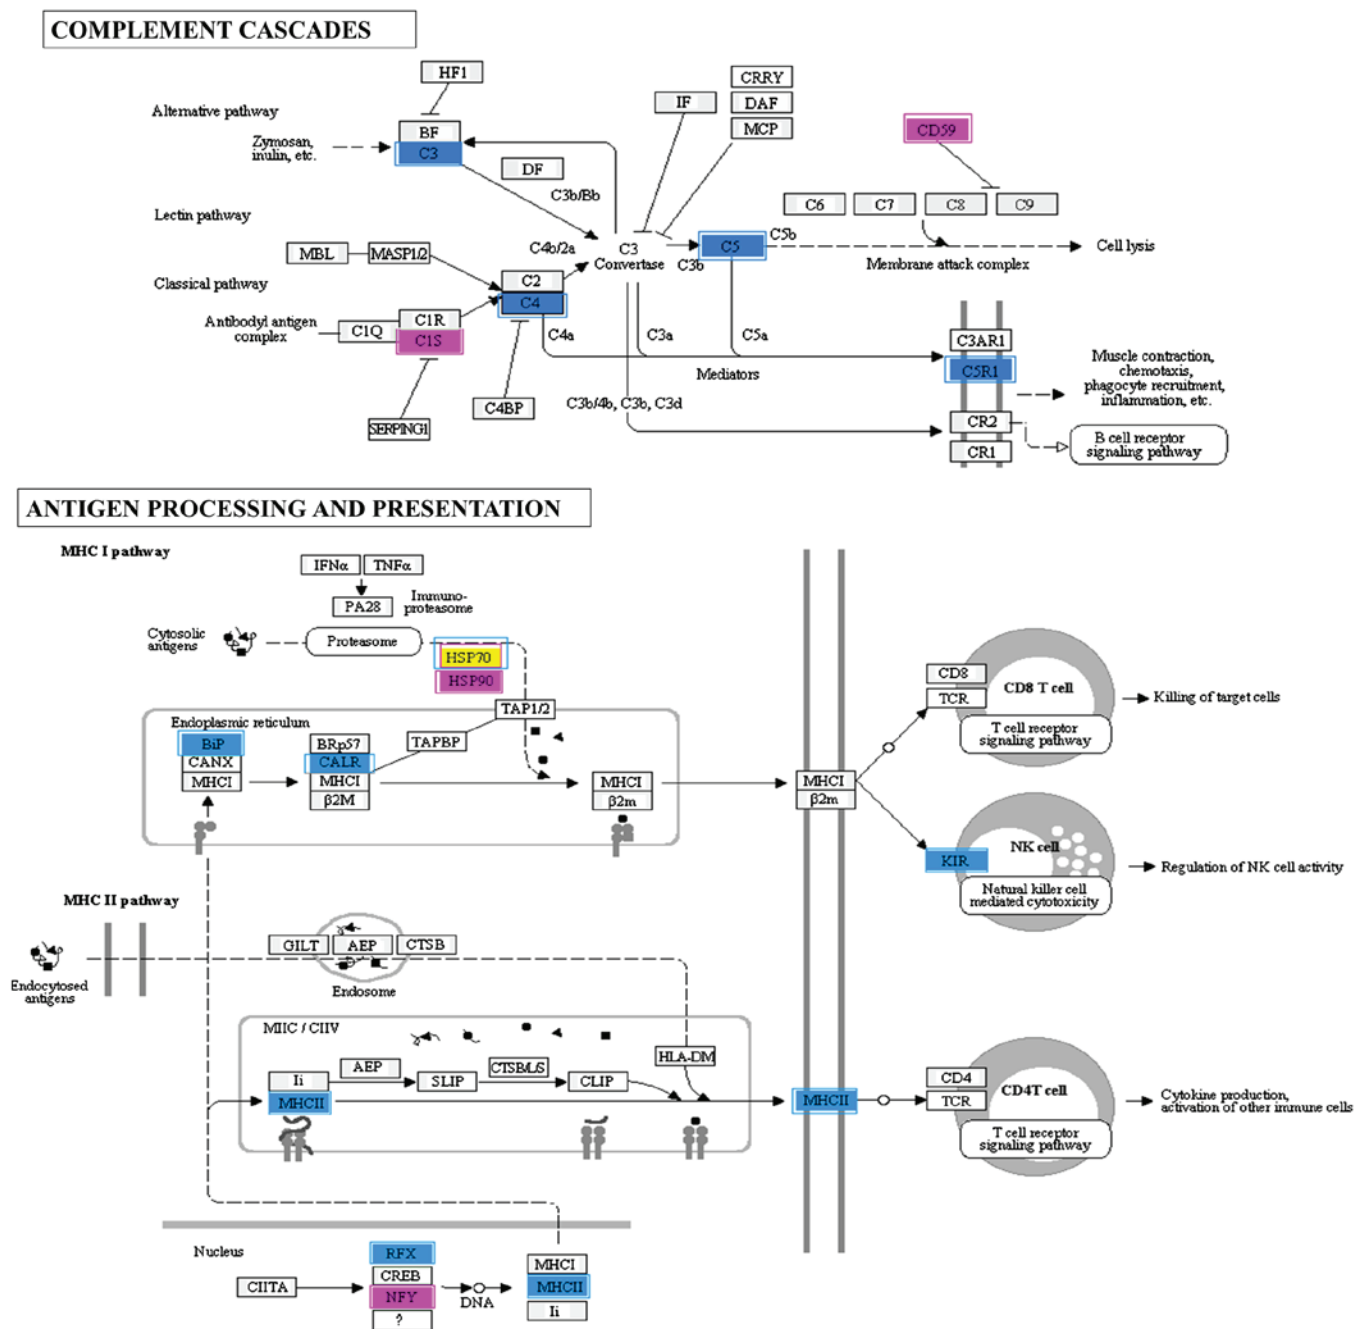 COMPLEMENT CASCADES
HF1
Alternative pathway
BF
C3
Zymosan,
inulin, etc.
DF
C3b/Bb
IF
CRRY
DAF
MCP
CD59
C6
C7
C8
C9
Lectin pathway
MBL
MASP1/2
C4b/2a
C3
Convertase
C3b
C5
C5b
Membrane attack complex
Cell lysis
Classical pathway
C2
C4
Antibodyl antigen
complex
C1Q
C1R
C1S
C4a
C3a
C5a
Mediators
C3AR1
C5R1
Muscle contraction,
chemotaxis,
phagocyte recruitment,
inflammation, etc.
SERPING1
C4BP
C3b/4b, C3b, C3d
CR2
CR1
B cell receptor
signaling pathway
ANTIGEN PROCESSING AND PRESENTATION
MHC I pathway
IFNα
TNFα
PA28
Immuno-
proteasome
Cytosolic
antigens
Proteasome
HSP70
HSP90
Endoplasmic reticulum
BiP
CANX
MHCI
BRp57
CALR
MHCI
β2M
TAPBP
TAP1/2
MHCI
β2m
MHCI
β2m
CD8
TCR
CD8 T cell
T cell receptor
signaling pathway
Killing of target cells
KIR
NK cell
Natural killer cell
mediated cytotoxicity
Regulation of NK cell activity
MHC II pathway
Endocytosed
antigens
GILT
AEP
CTSB
Endosome
MIIC / CIIV
Ii
MHCII
AEP
SLIP
CTSB/L/S
CLIP
HLA-DM
MHCII
CD4
TCR
CD4T cell
T cell receptor
signaling pathway
Cytokine production,
activation of other immune cells
Nucleus
CIITA
RFX
CREB
NFY
?
DNA
MHCI
MHCII
Ii